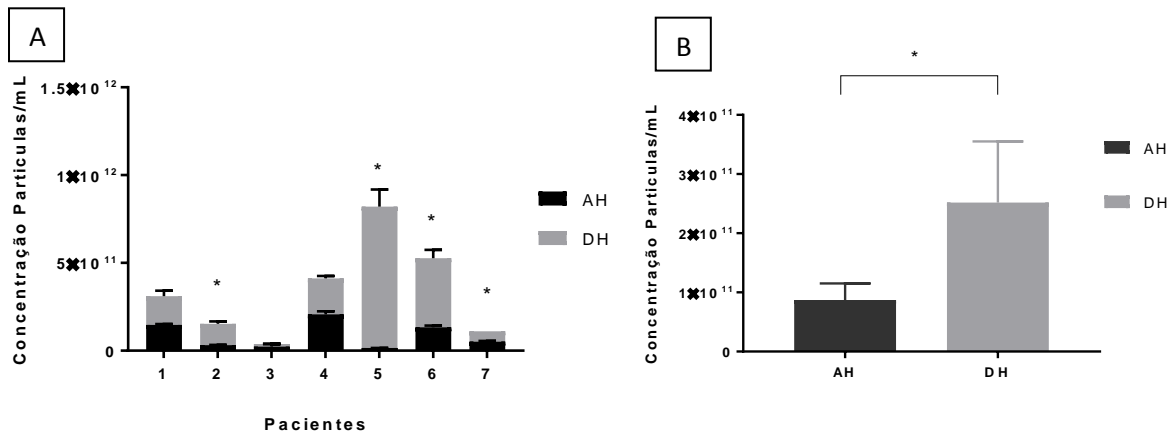 A
Concentração Particulas/mL
1.5✖10 12
1✖10 12
5✖10 11
0
* * * *
1 2 3 4 5 6 7
Pacientes
AH
DH
B
Concentração Particulas/mL
4✖10 11
3✖10 11
2✖10 11
1✖10 11
0
*
AH DH
AH
DH